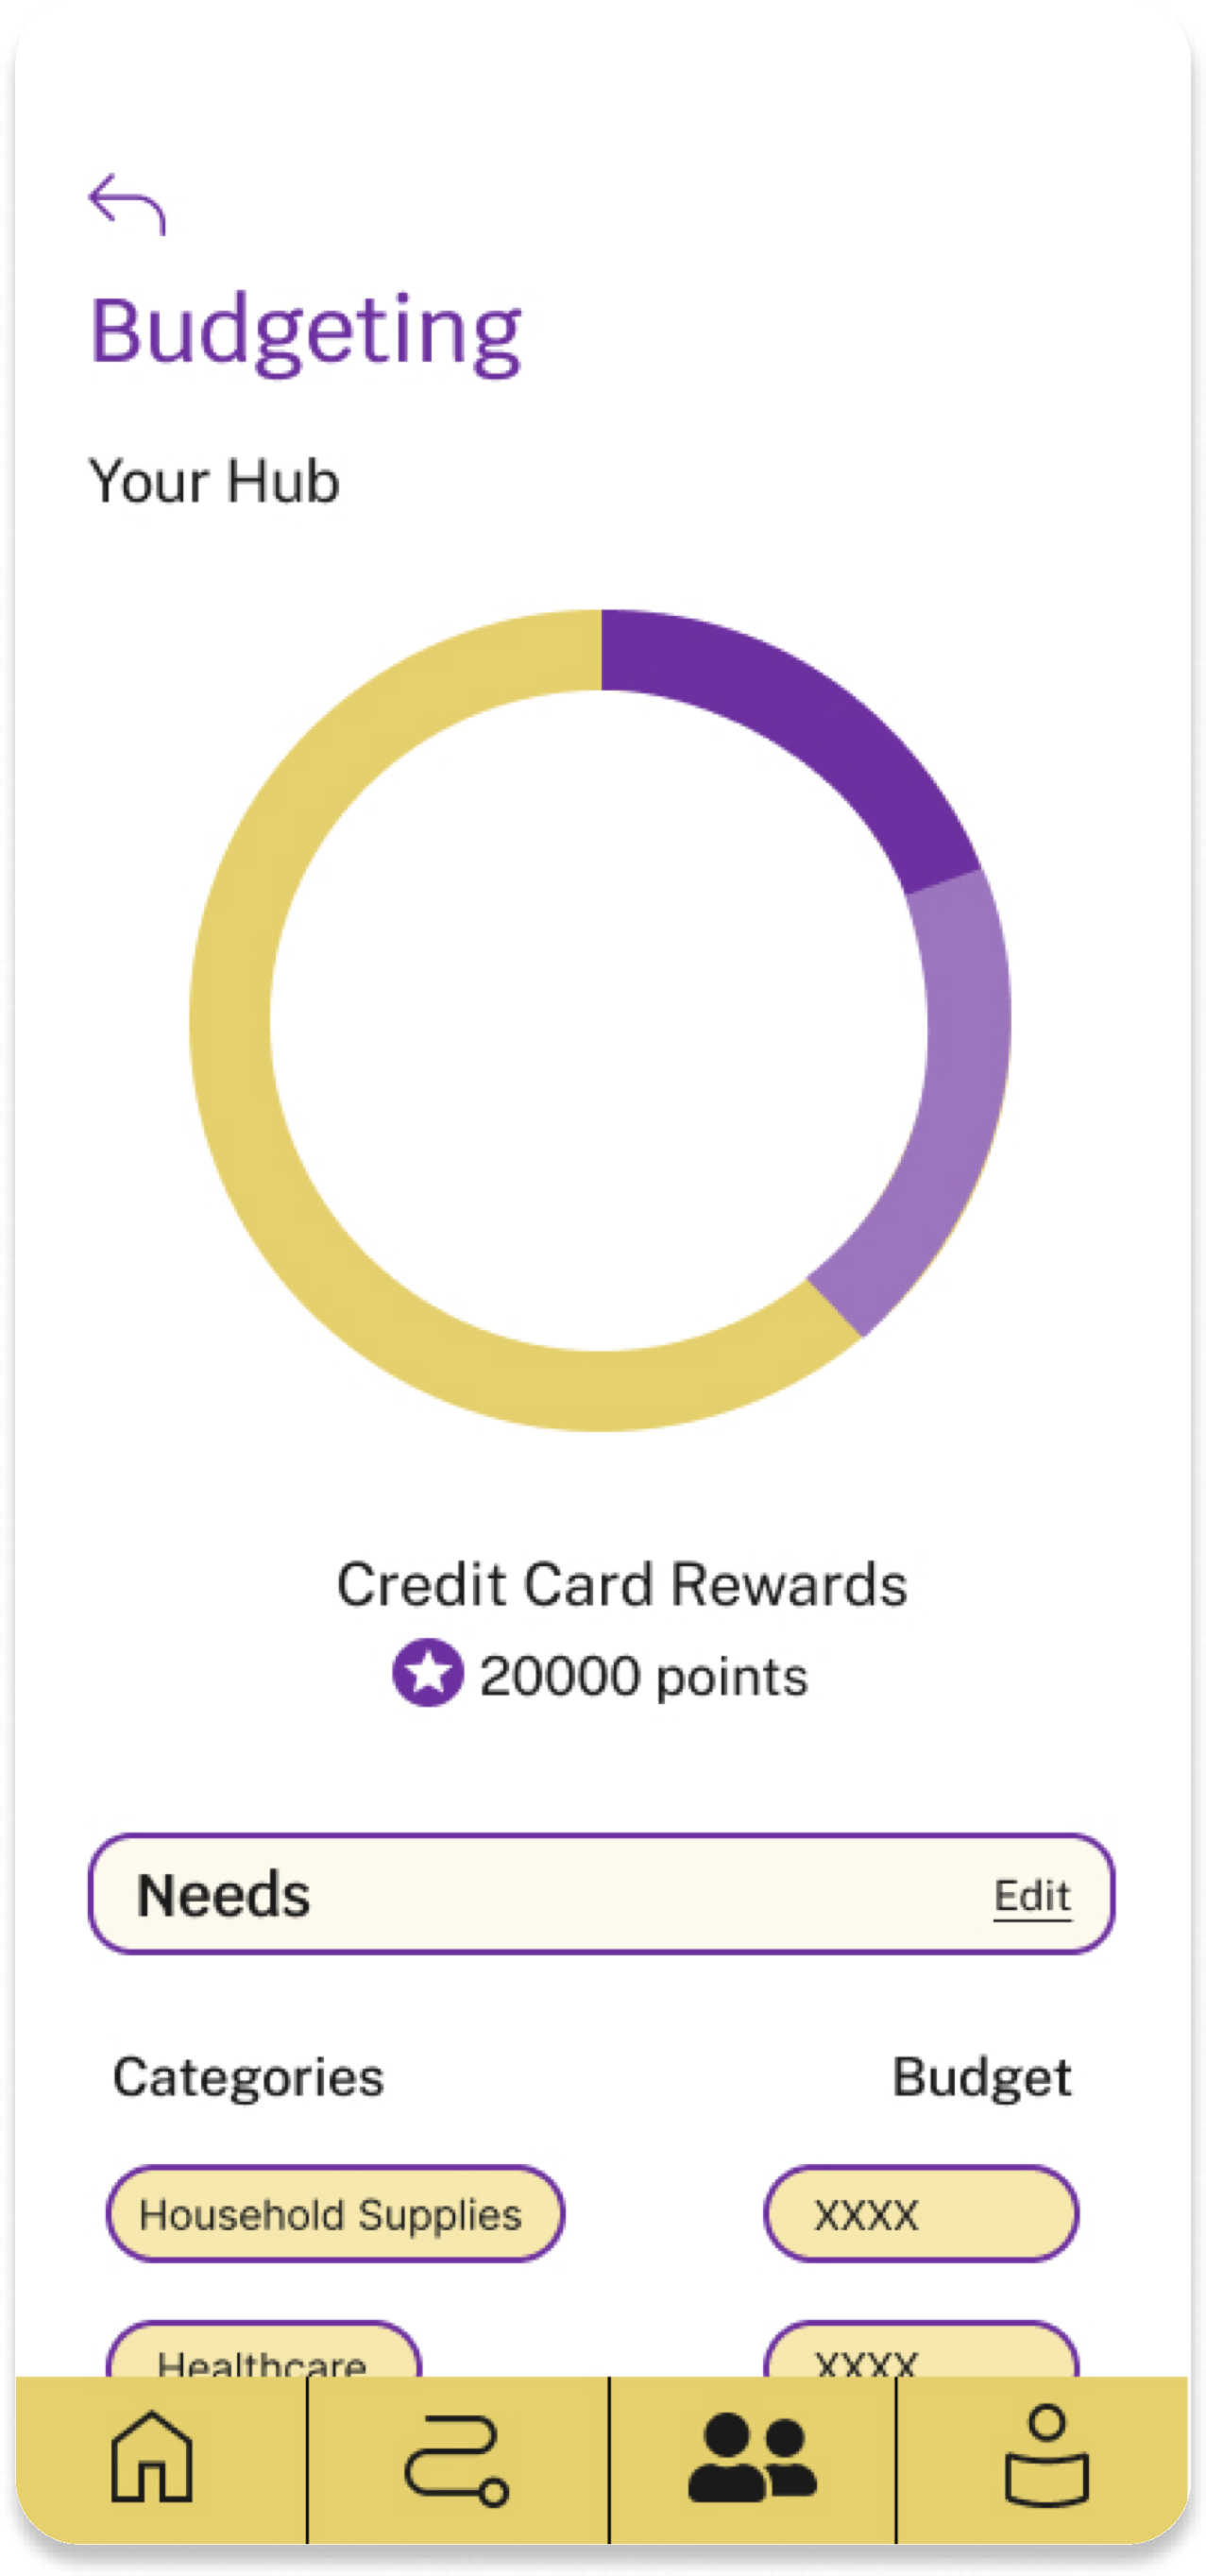 Budgeting
Your Hub
Credit Card Rewards
20000 points
Needs Edit
Categories Budget
Household Supplies XXXX
Healthcare XXXX